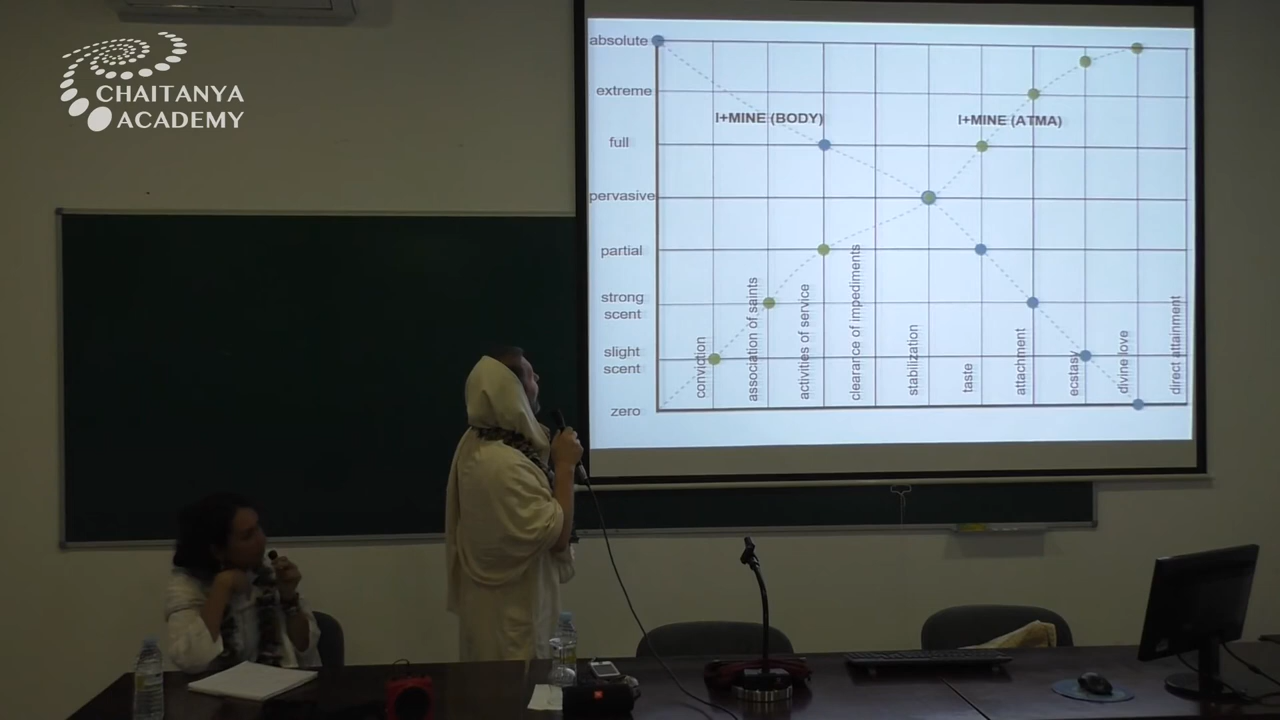 CHAITANYA
ACADEMY
absolute
extreme
full
pervasive
partial
strong
scent
slight
scent
zero
I+MINE (BODY)
I+MINE (ATMA)
conviction
association of saints
activities of service
clearance of impediments
stabilization
taste
attachment
ecstasy
divine love
direct attainment